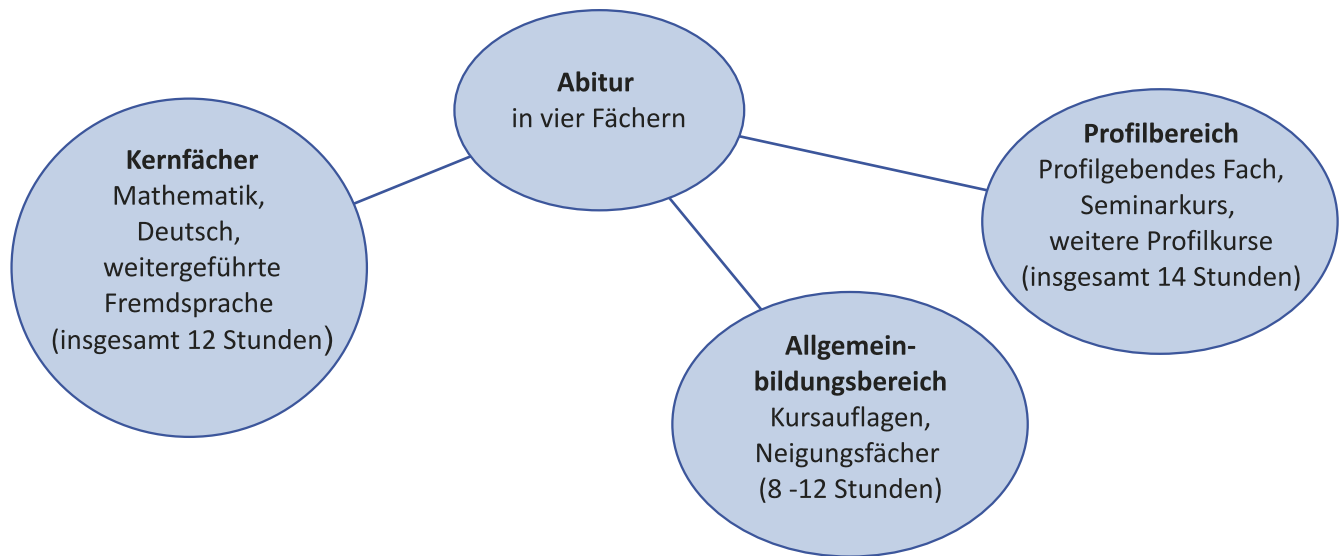 Abitur
in vier Fächern
Kernfächer
Mathematik,
Deutsch,
weitergeführte
Fremdsprache
(insgesamt 12 Stunden)
Allgemein-
bildungsbereich
Kursauflagen,
Neigungsfächer
(8 -12 Stunden)
Profilbereich
Profilgebendes Fach,
Seminarkurs,
weitere Profilkurse
(insgesamt 14 Stunden)